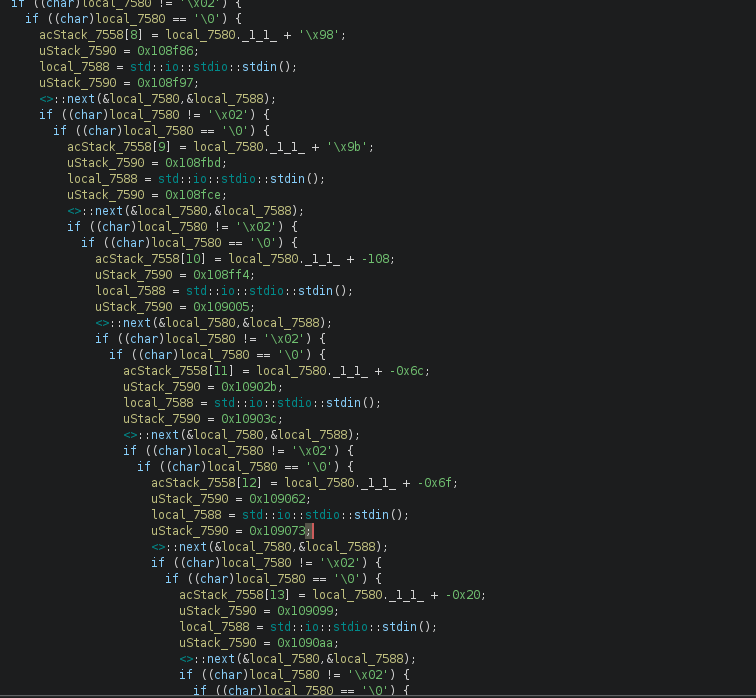 if ((char)local_7580 != '\x02') {
if ((char)local_7580 == '\0') {
acStack_7558[8] = local_7580._1_1_ + '\x98';
uStack_7590 = 0x108f86;
local_7588 = std::io::stdio::stdin();
uStack_7590 = 0x108f97;
<>::next(&local_7580,&local_7588);
if ((char)local_7580 != '\x02') {
if ((char)local_7580 == '\0') {
acStack_7558[9] = local_7580._1_1_ + '\x9b';
uStack_7590 = 0x108fbd;
local_7588 = std::io::stdio::stdin();
uStack_7590 = 0x108fce;
<>::next(&local_7580,&local_7588);
if ((char)local_7580 != '\x02') {
if ((char)local_7580 == '\0') {
acStack_7558[10] = local_7580._1_1_ + -108;
uStack_7590 = 0x108ff4;
local_7588 = std::io::stdio::stdin();
uStack_7590 = 0x109005;
<>::next(&local_7580,&local_7588);
if ((char)local_7580 != '\x02') {
if ((char)local_7580 == '\0') {
acStack_7558[11] = local_7580._1_1_ + -0x6c;
uStack_7590 = 0x10902b;
local_7588 = std::io::stdio::stdin();
uStack_7590 = 0x10903c;
<>::next(&local_7580,&local_7588);
if ((char)local_7580 != '\x02') {
if ((char)local_7580 == '\0') {
acStack_7558[12] = local_7580._1_1_ + -0x6f;
uStack_7590 = 0x109062;
local_7588 = std::io::stdio::stdin();
uStack_7590 = 0x109073;
<>::next(&local_7580,&local_7588);
if ((char)local_7580 != '\x02') {
if ((char)local_7580 == '\0') {
acStack_7558[13] = local_7580._1_1_ + -0x20;
uStack_7590 = 0x109099;
local_7588 = std::io::stdio::stdin();
uStack_7590 = 0x1090aa;
<>::next(&local_7580,&local_7588);
if ((char)local_7580 != '\x02') {
if ((char)local_7580 == '\0') {